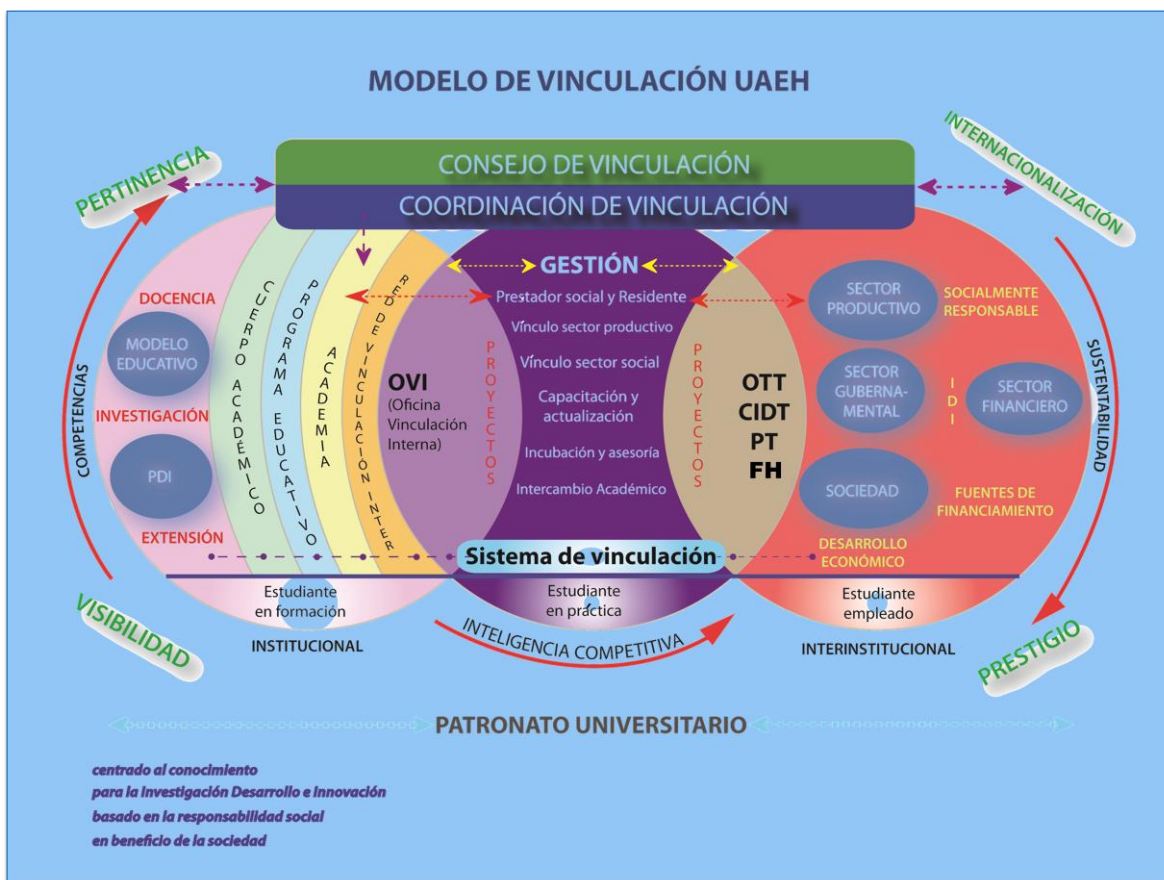 MODELO DE VINCULACIÓN UAEH
PERTINENCIA
CONSEJO DE VINCULACIÓN
COORDINACIÓN DE VINCULACIÓN
INTERNACIONALIZACIÓN
COMPETENCIAS
DOCENCIA
MODELO
EDUCATIVO
INVESTIGACIÓN
PDI
EXTENSIÓN
CUERPO ACADÉMICO
PROGRAMA EDUCATIVO
ACADEMIA
RED DE VINCULACIÓN INTER
OVI
(Oficina
Vinculación
Interna)
PROYECTOS
GESTIÓN
Prestador social y Residente
Vínculo sector productivo
Vínculo sector social
Capacitación y
actualización
Incubación y asesoría
Intercambio Académico
PROYECTOS
OTT
CIDT
PT
FH
SECTOR
PRODUCTIVO
SOCIALMENTE
RESPONSABLE
SECTOR
GUBERNA-
MENTAL
IDI
SECTOR
FINANCIERO
SOCIEDAD
FUENTES DE
FINANCIAMIENTO
DESARROLLO
ECONÓMICO
SUSTENTABILIDAD
Sistema de vinculación
Estudiante
en formación
Estudiante
en práctica
Estudiante
empleado
VISIBILIDAD
INSTITUCIONAL
INTELIGENCIA COMPETITIVA
INTERINSTITUCIONAL
PRESTIGIO
PATRONATO UNIVERSITARIO
centrado al conocimiento
para la Investigación Desarrollo e Innovación
basado en la responsabilidad social
en beneficio de la sociedad